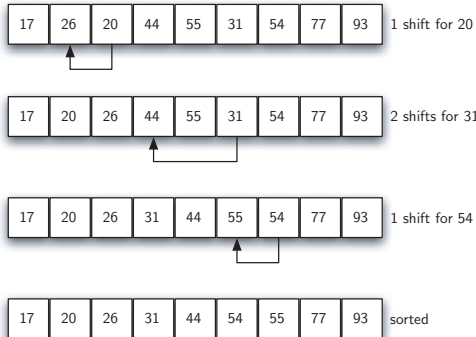 17 26 20 44 55 31 54 77 93 1 shift for 20
17 20 26 44 55 31 54 77 93 2 shifts for 31
17 20 26 31 44 55 54 77 93 1 shift for 54
17 20 26 31 44 54 55 77 93 sorted